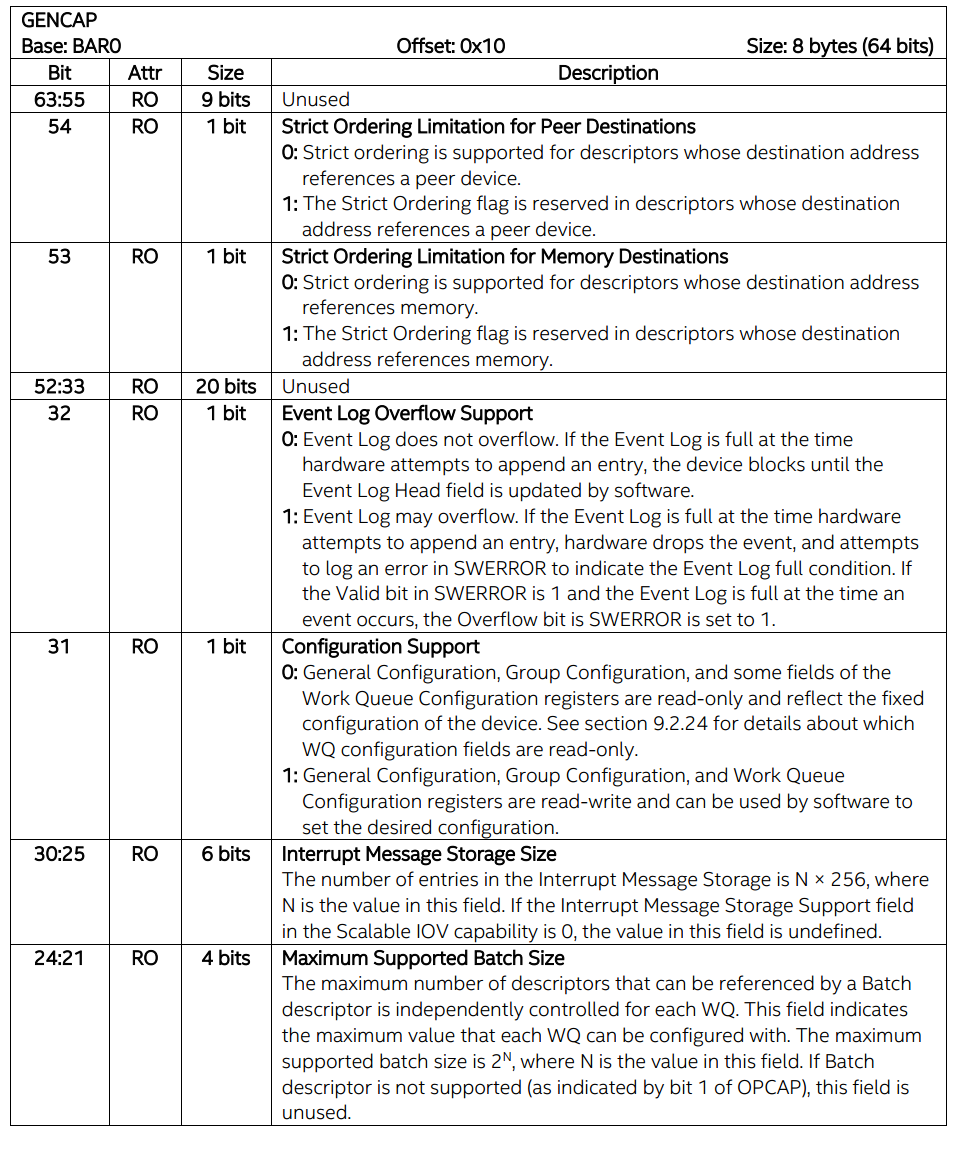 GENCAP
Base: BAR0 Offset: 0x10 Size: 8 bytes (64 bits)
Bit Attr Size Description
63:55 RO 9 bits Unused
54 RO 1 bit Strict Ordering Limitation for Peer Destinations
0: Strict ordering is supported for descriptors whose destination address
references a peer device.
1: The Strict Ordering flag is reserved in descriptors whose destination
address references a peer device.
53 RO 1 bit Strict Ordering Limitation for Memory Destinations
0: Strict ordering is supported for descriptors whose destination address
references memory.
1: The Strict Ordering flag is reserved in descriptors whose destination
address references memory.
52:33 RO 20 bits Unused
32 RO 1 bit Event Log Overflow Support
0: Event Log does not overflow. If the Event Log is full at the time
hardware attempts to append an entry, the device blocks until the
Event Log Head field is updated by software.
1: Event Log may overflow. If the Event Log is full at the time hardware
attempts to append an entry, hardware drops the event, and attempts
to log an error in SWERROR to indicate the Event Log full condition. If
the Valid bit in SWERROR is 1 and the Event Log is full at the time an
event occurs, the Overflow bit is SWERROR is set to 1.
31 RO 1 bit Configuration Support
0: General Configuration, Group Configuration, and some fields of the
Work Queue Configuration registers are read-only and reflect the fixed
configuration of the device. See section 9.2.24 for details about which
WQ configuration fields are read-only.
1: General Configuration, Group Configuration, and Work Queue
Configuration registers are read-write and can be used by software to
set the desired configuration.
30:25 RO 6 bits Interrupt Message Storage Size
The number of entries in the Interrupt Message Storage is N × 256, where
N is the value in this field. If the Interrupt Message Storage Support field
in the Scalable IOV capability is 0, the value in this field is undefined.
24:21 RO 4 bits Maximum Supported Batch Size
The maximum number of descriptors that can be referenced by a Batch
descriptor is independently controlled for each WQ. This field indicates
the maximum value that each WQ can be configured with. The maximum
supported batch size is 2ᴺ, where N is the value in this field. If Batch
descriptor is not supported (as indicated by bit 1 of OPCAP), this field is
unused.